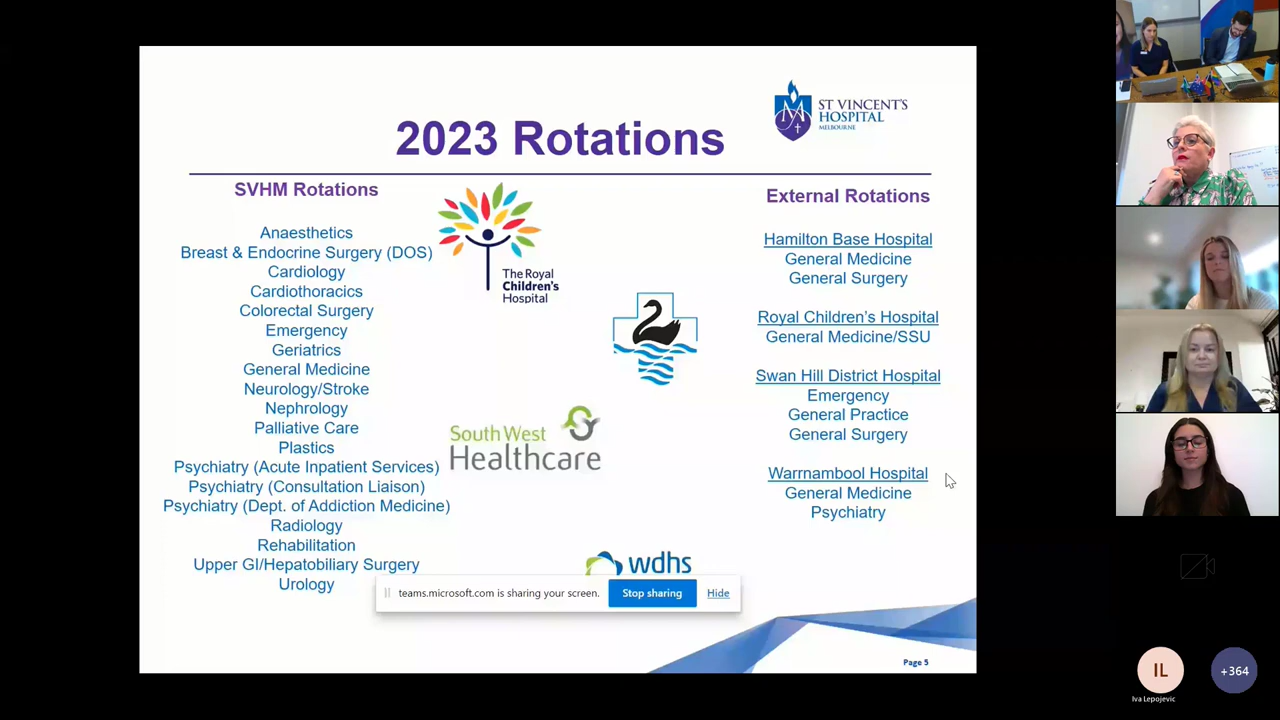 2023 Rotations
ST VINCENT'S
HOSPITAL
MELBOURNE
SVHM Rotations
Anaesthetics
Breast & Endocrine Surgery (DOS)
Cardiology
Cardiothoracics
Colorectal Surgery
Emergency
Geriatrics
General Medicine
Neurology/Stroke
Nephrology
Palliative Care
Plastics
Psychiatry (Acute Inpatient Services)
Psychiatry (Consultation Liaison)
Psychiatry (Dept. of Addiction Medicine)
Radiology
Rehabilitation
Upper GI/Hepatobiliary Surgery
Urology
The Royal
Children's
Hospital
South West
Healthcare
wdhs
External Rotations
Hamilton Base Hospital
General Medicine
General Surgery
Royal Children's Hospital
General Medicine/SSU
Swan Hill District Hospital
Emergency
General Practice
General Surgery
Warrnambool Hospital
General Medicine
Psychiatry
teams.microsoft.com is sharing your screen.
Stop sharing
Hide
Page 5
IL
Iva Lepojevic
+364